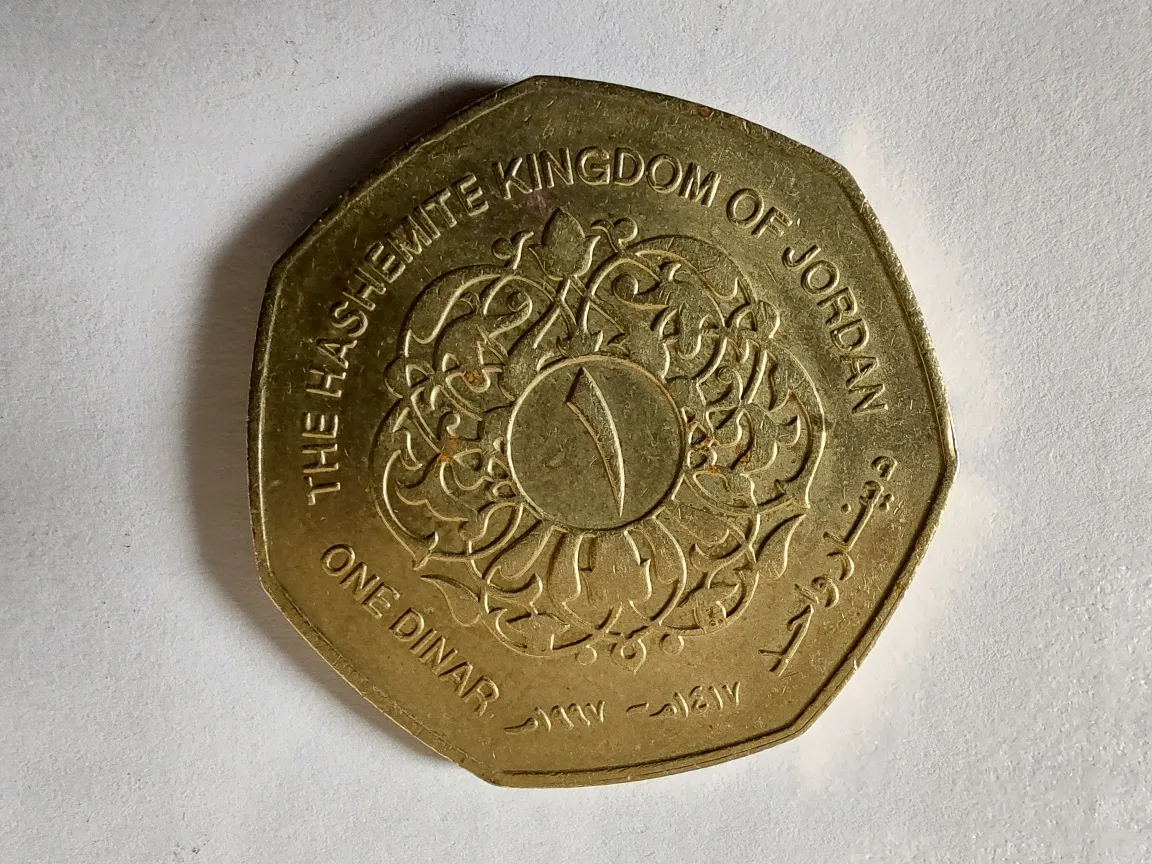 THE HASHEMITE KINGDOM OF JORDAN
١
ONE DINAR
دينار واحد
١٤١٧هـ - ١٩٩٧م